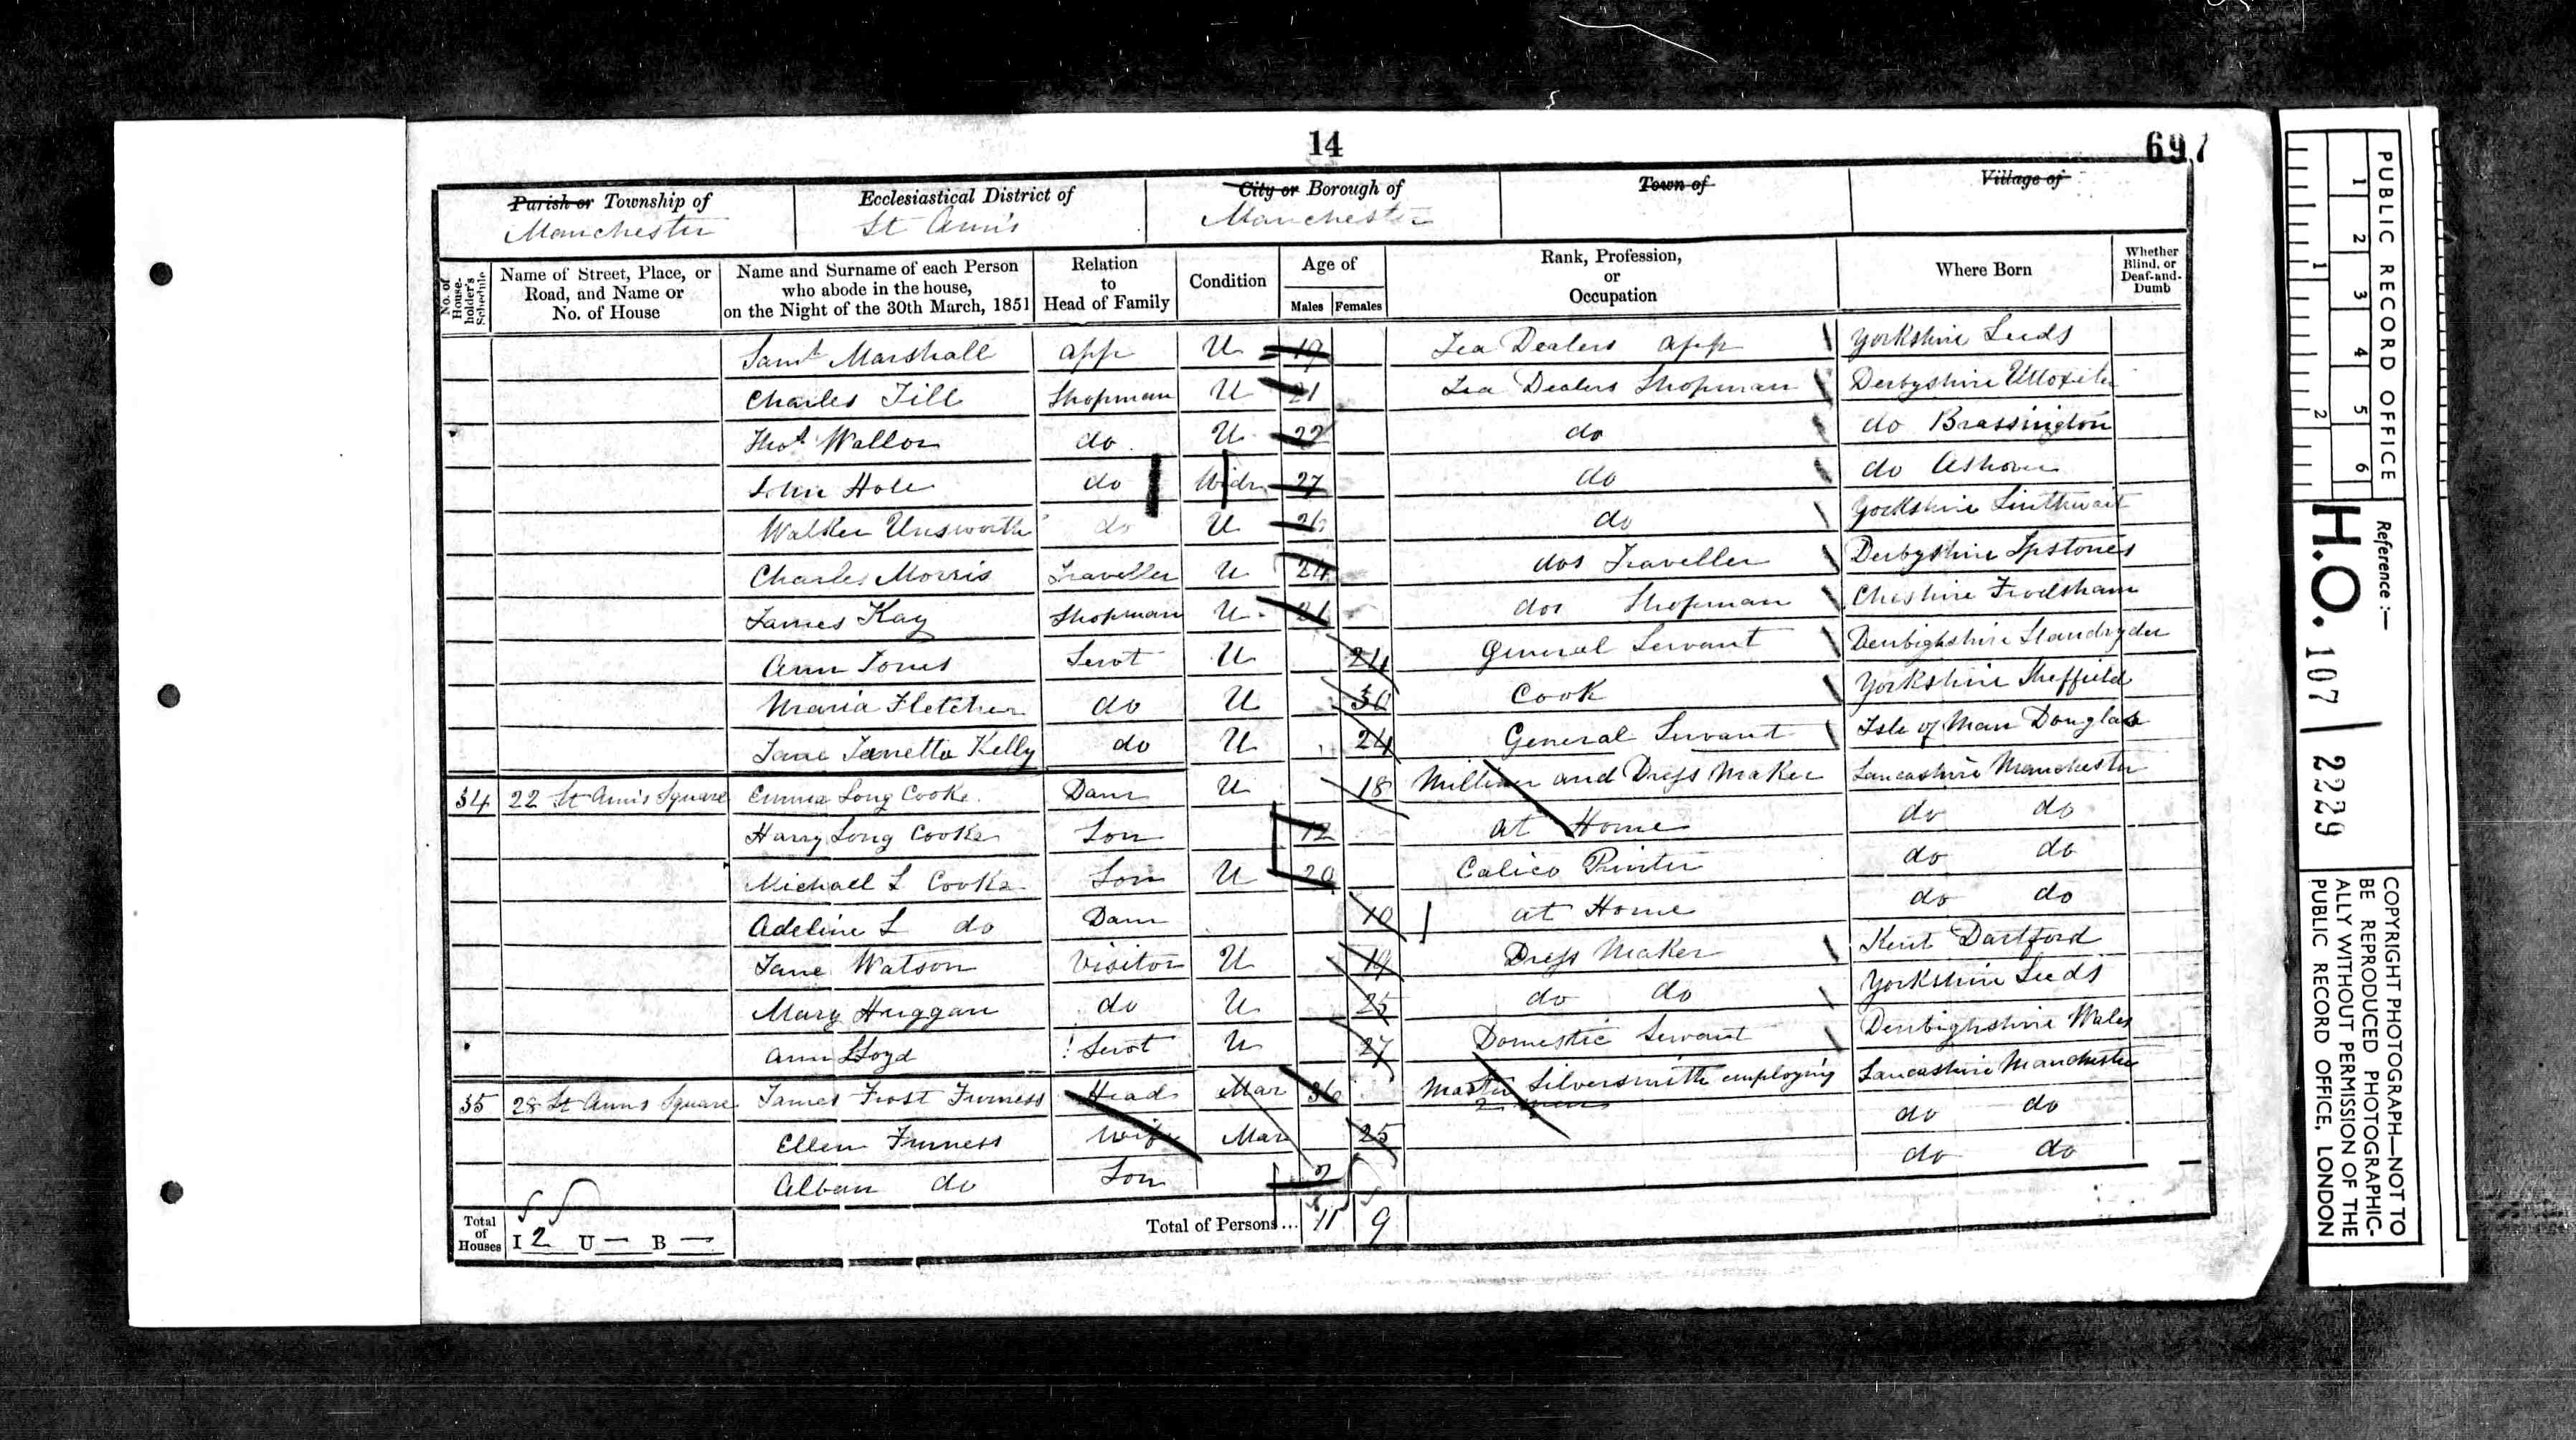 14
697
Parish or Township of
Manchester
Ecclesiastical District of
St Ann's
City or Borough of
Manchester
Town of
Village of
No. of House-holder's Schedule
Name of Street, Place, or Road, and Name or No. of House
Name and Surname of each Person who abode in the house, on the Night of the 30th March, 1851
Relation to Head of Family
Condition
Age of
Males Females
Rank, Profession, or Occupation
Where Born
Whether Blind, or Deaf-and-Dumb
Saml Marshall app U 19 Tea Dealers app Yorkshire Leeds
Charles Till Shopman U 21 Tea Dealers Shopman Derbyshire Uttoxeter
Thos Wallor do U 22 do do Brassington
John Hole do Widr 27 do do Ashover
Walker Unsworth do U do Yorkshire Linthwait
Charles Morris Traveller U 24 dos Traveller Derbyshire Ipstones
James Kay Shopman U 21 dos Shopman Cheshire Frodsham
Ann Jones Servt U 24 General Servant Denbighshire
Maria Fletcher do U 30 Cook Yorkshire Sheffield
Jane Janetta Kelly do U 24 General Servant Isle of Man Douglas
34 22 St Ann's Square Emma Long Cooke Daur U 18 Milliner and Dress Maker Lancashire Manchester
Harry Long Cooke Son 12 at Home do do
Michael L Cooke Son U 20 Calico Printer do do
Adeline L do Daur 10 at Home do do
Jane Watson Visitor U 19 Dress Maker Kent Dartford
Mary Huggan do U 25 do do Yorkshire Leeds
Ann Lloyd Servt U 27 Domestic Servant Denbighshire Wales
35 28 St Anns Square James Frost Furness Head Mar 36 Master Silversmith employing 2 men Lancashire Manchester
Ellen Furness Wife Mar 25 do do
Alban do Son 2 do do
Total of Houses I 2 U — B —
Total of Persons... 11 9
PUBLIC RECORD OFFICE
1 2 3 4 5 6
1 2
Reference :—
H.O. 107 / 2229
COPYRIGHT PHOTOGRAPH—NOT TO
BE REPRODUCED PHOTOGRAPHIC-
ALLY WITHOUT PERMISSION OF THE
PUBLIC RECORD OFFICE, LONDON